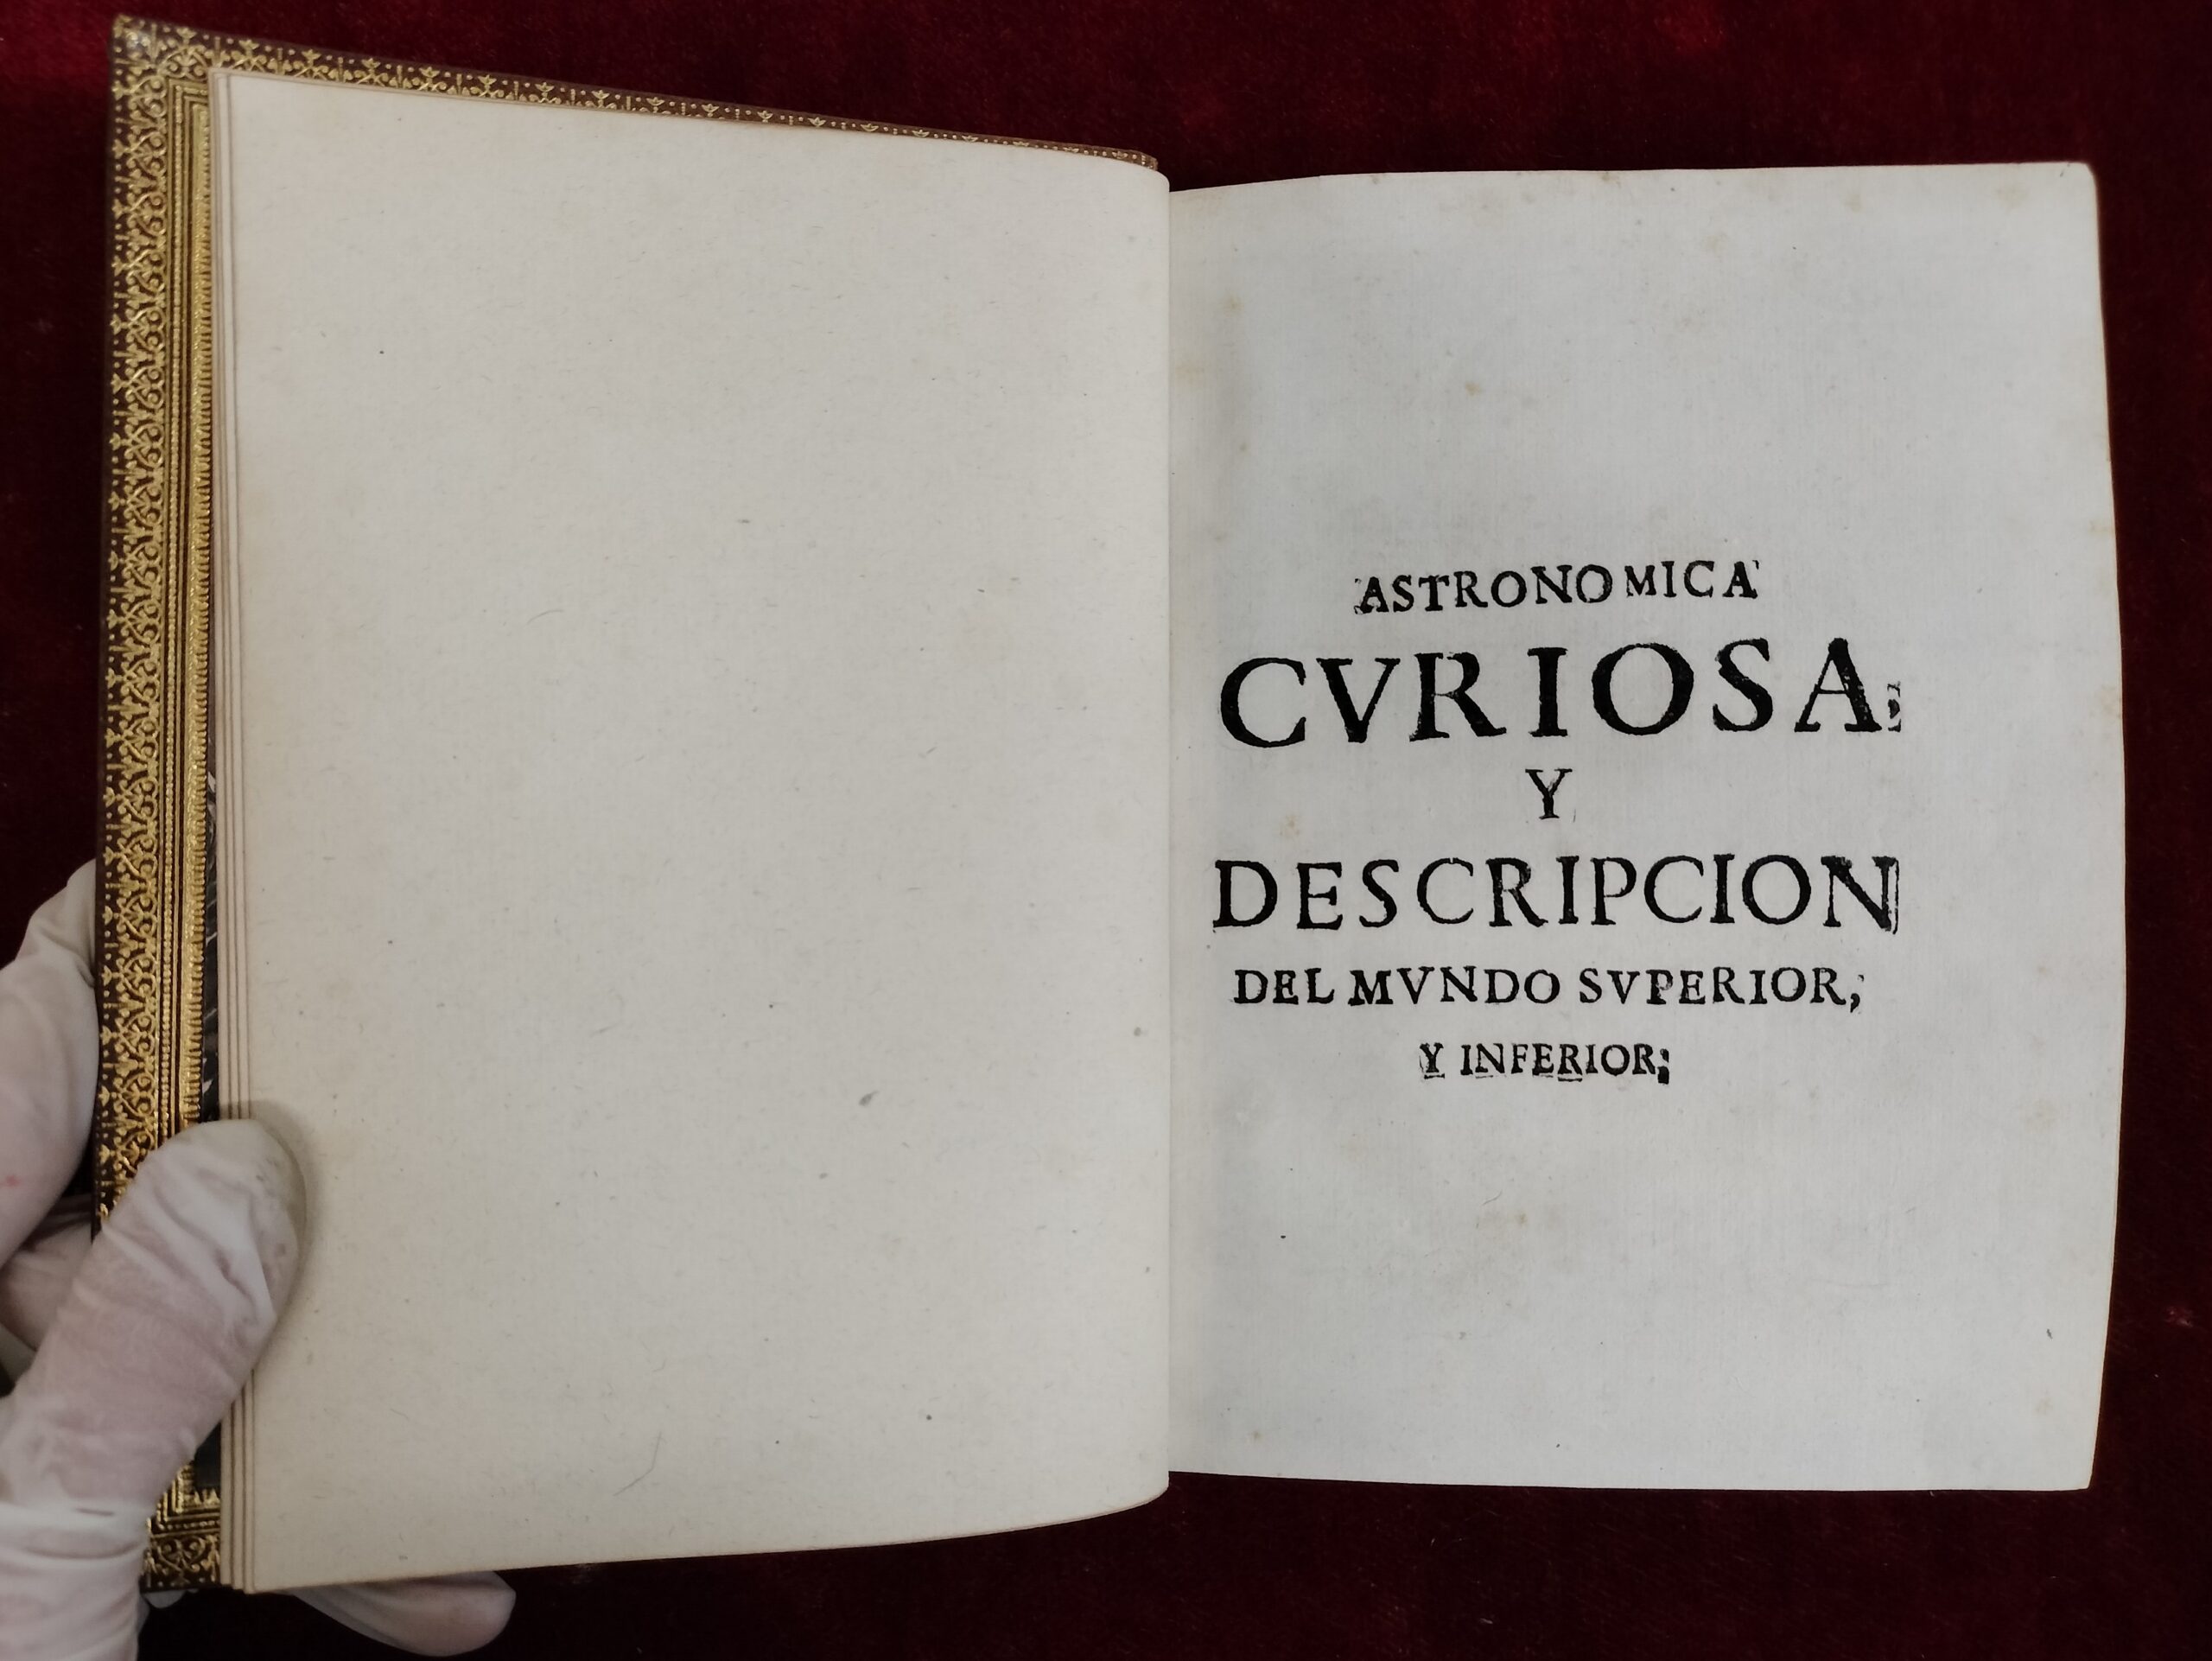 ASTRONOMICA
CVRIOSA;
Y
DESCRIPCION
DEL MVNDO SVPERIOR,
Y INFERIOR;